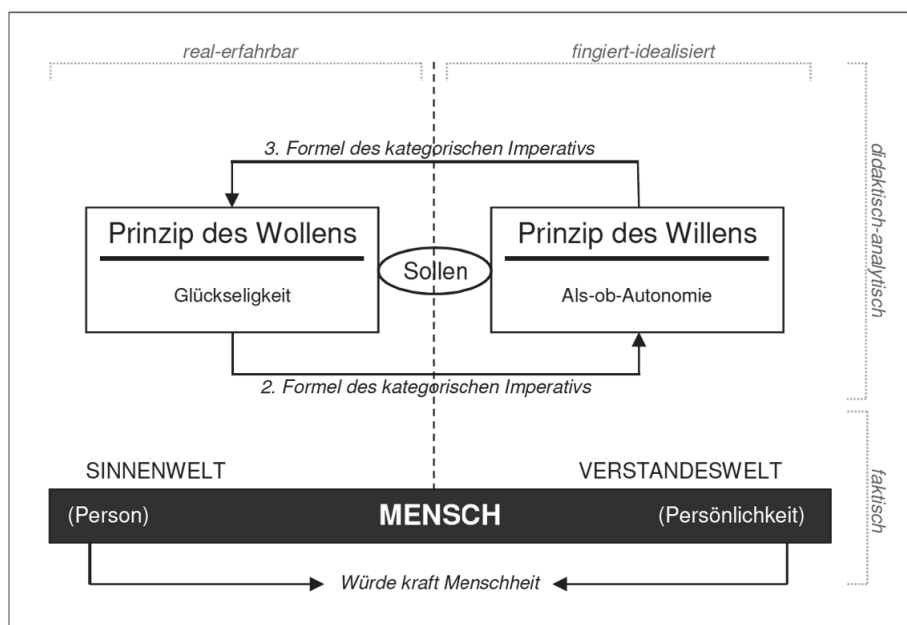 real-erfahrbar
fingiert-idealisiert
3. Formel des kategorischen Imperativs
Prinzip des Wollens
Glückseligkeit
Sollen
Prinzip des Willens
Als-ob-Autonomie
2. Formel des kategorischen Imperativs
didaktisch-analytisch
SINNENWELT
VERSTANDESWELT
(Person)
MENSCH
(Persönlichkeit)
faktisch
Würde kraft Menschheit